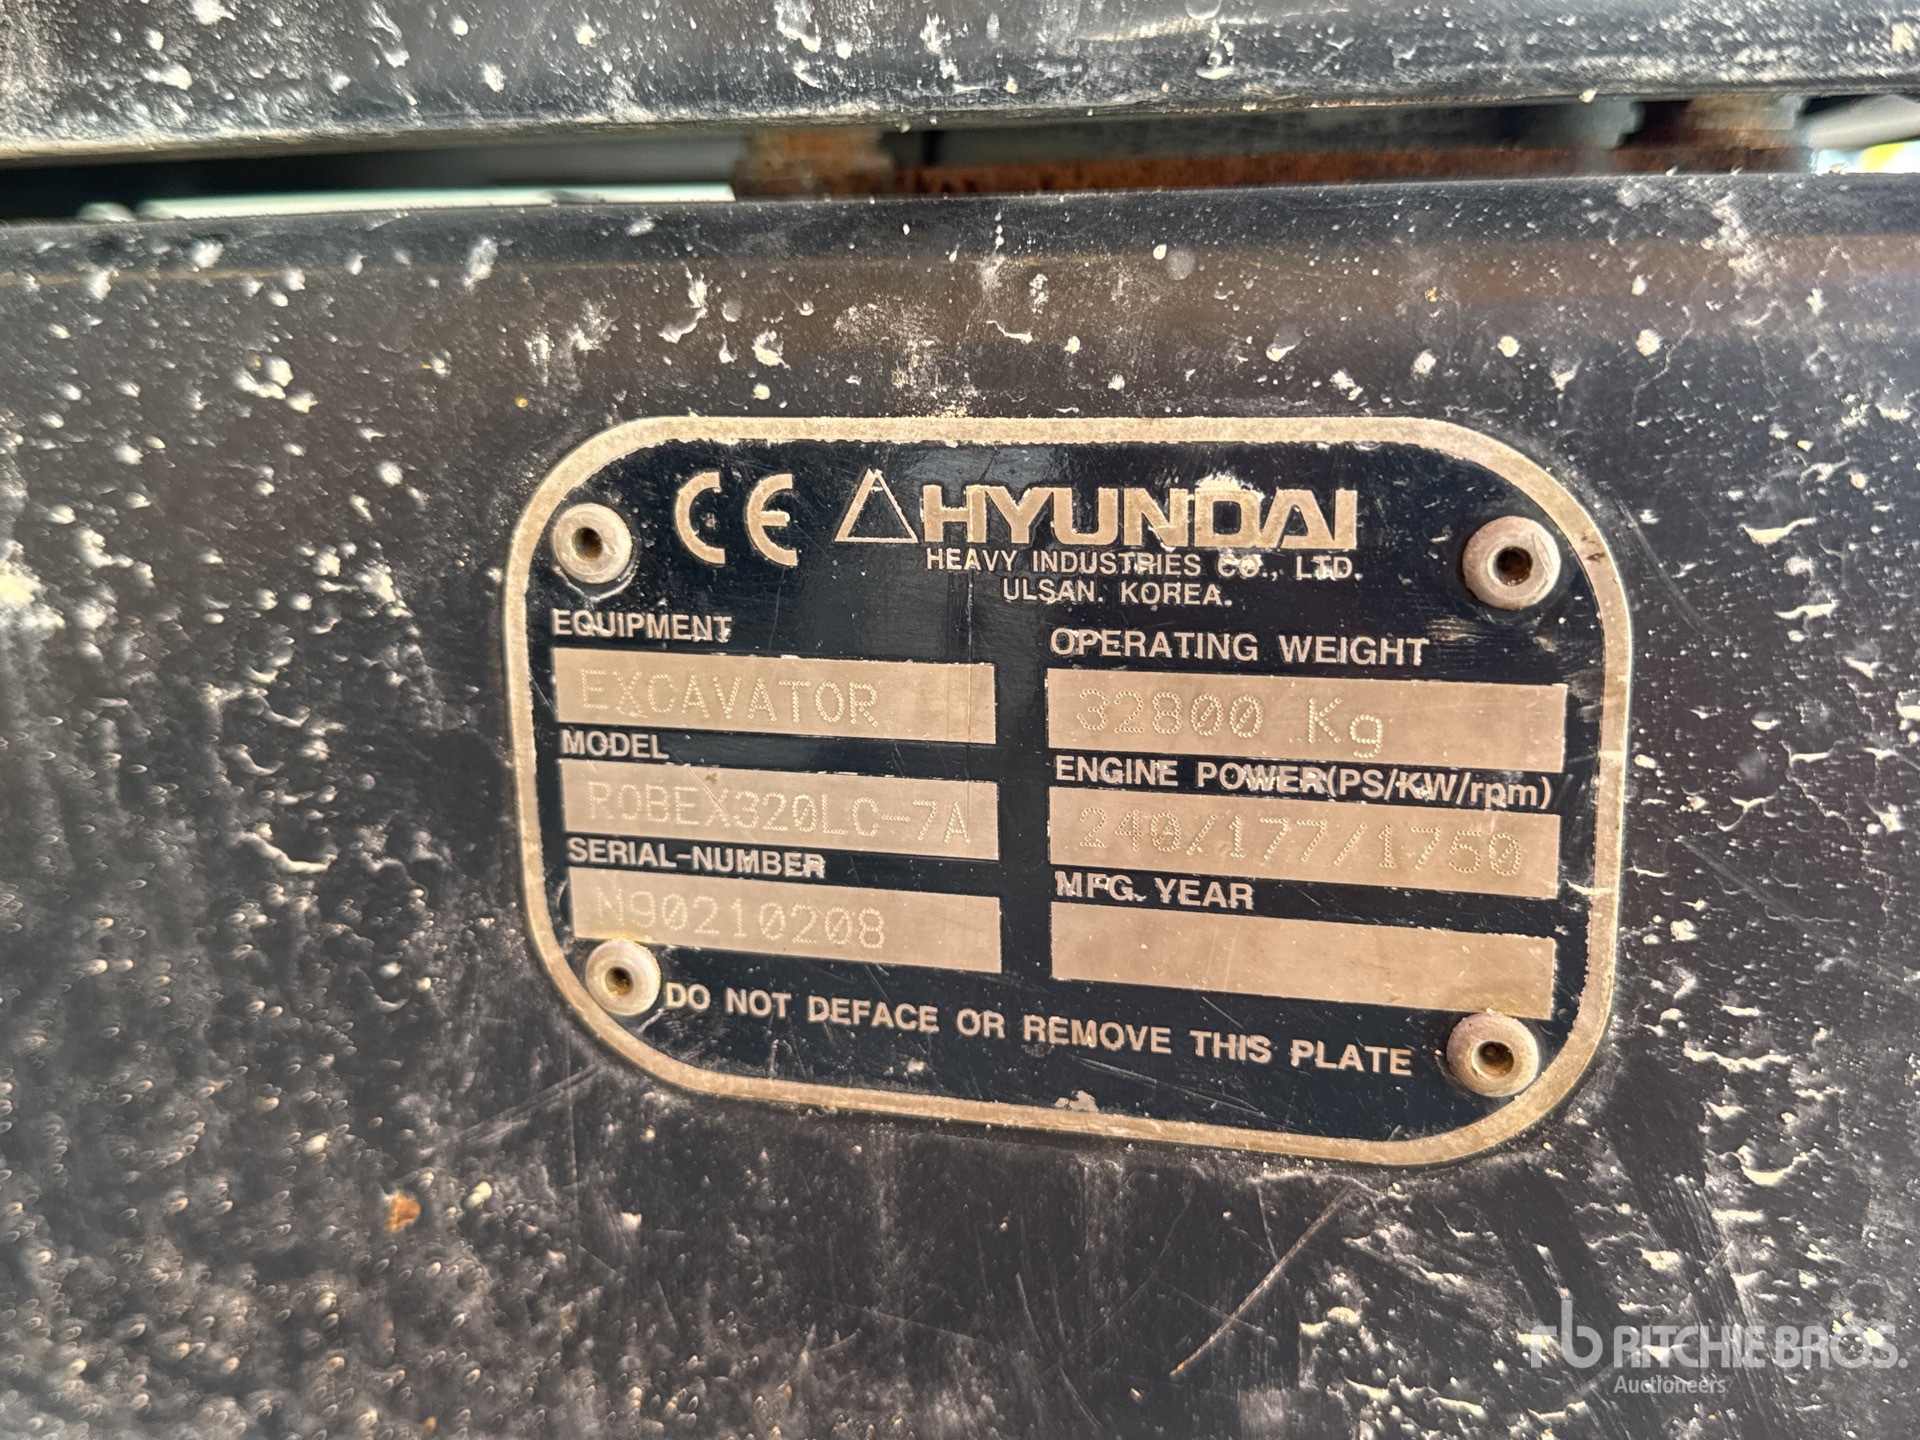 CE HYUNDAI
HEAVY INDUSTRIES CO., LTD.
ULSAN. KOREA.
EQUIPMENT
EXCAVATOR
MODEL
ROBEX320LC-7A
SERIAL-NUMBER
N90210208
OPERATING WEIGHT
32800 Kg
ENGINE POWER(PS/KW/rpm)
240/177/1750
MFG. YEAR
DO NOT DEFACE OR REMOVE THIS PLATE
rb RITCHIE BROS.
Auctioneers